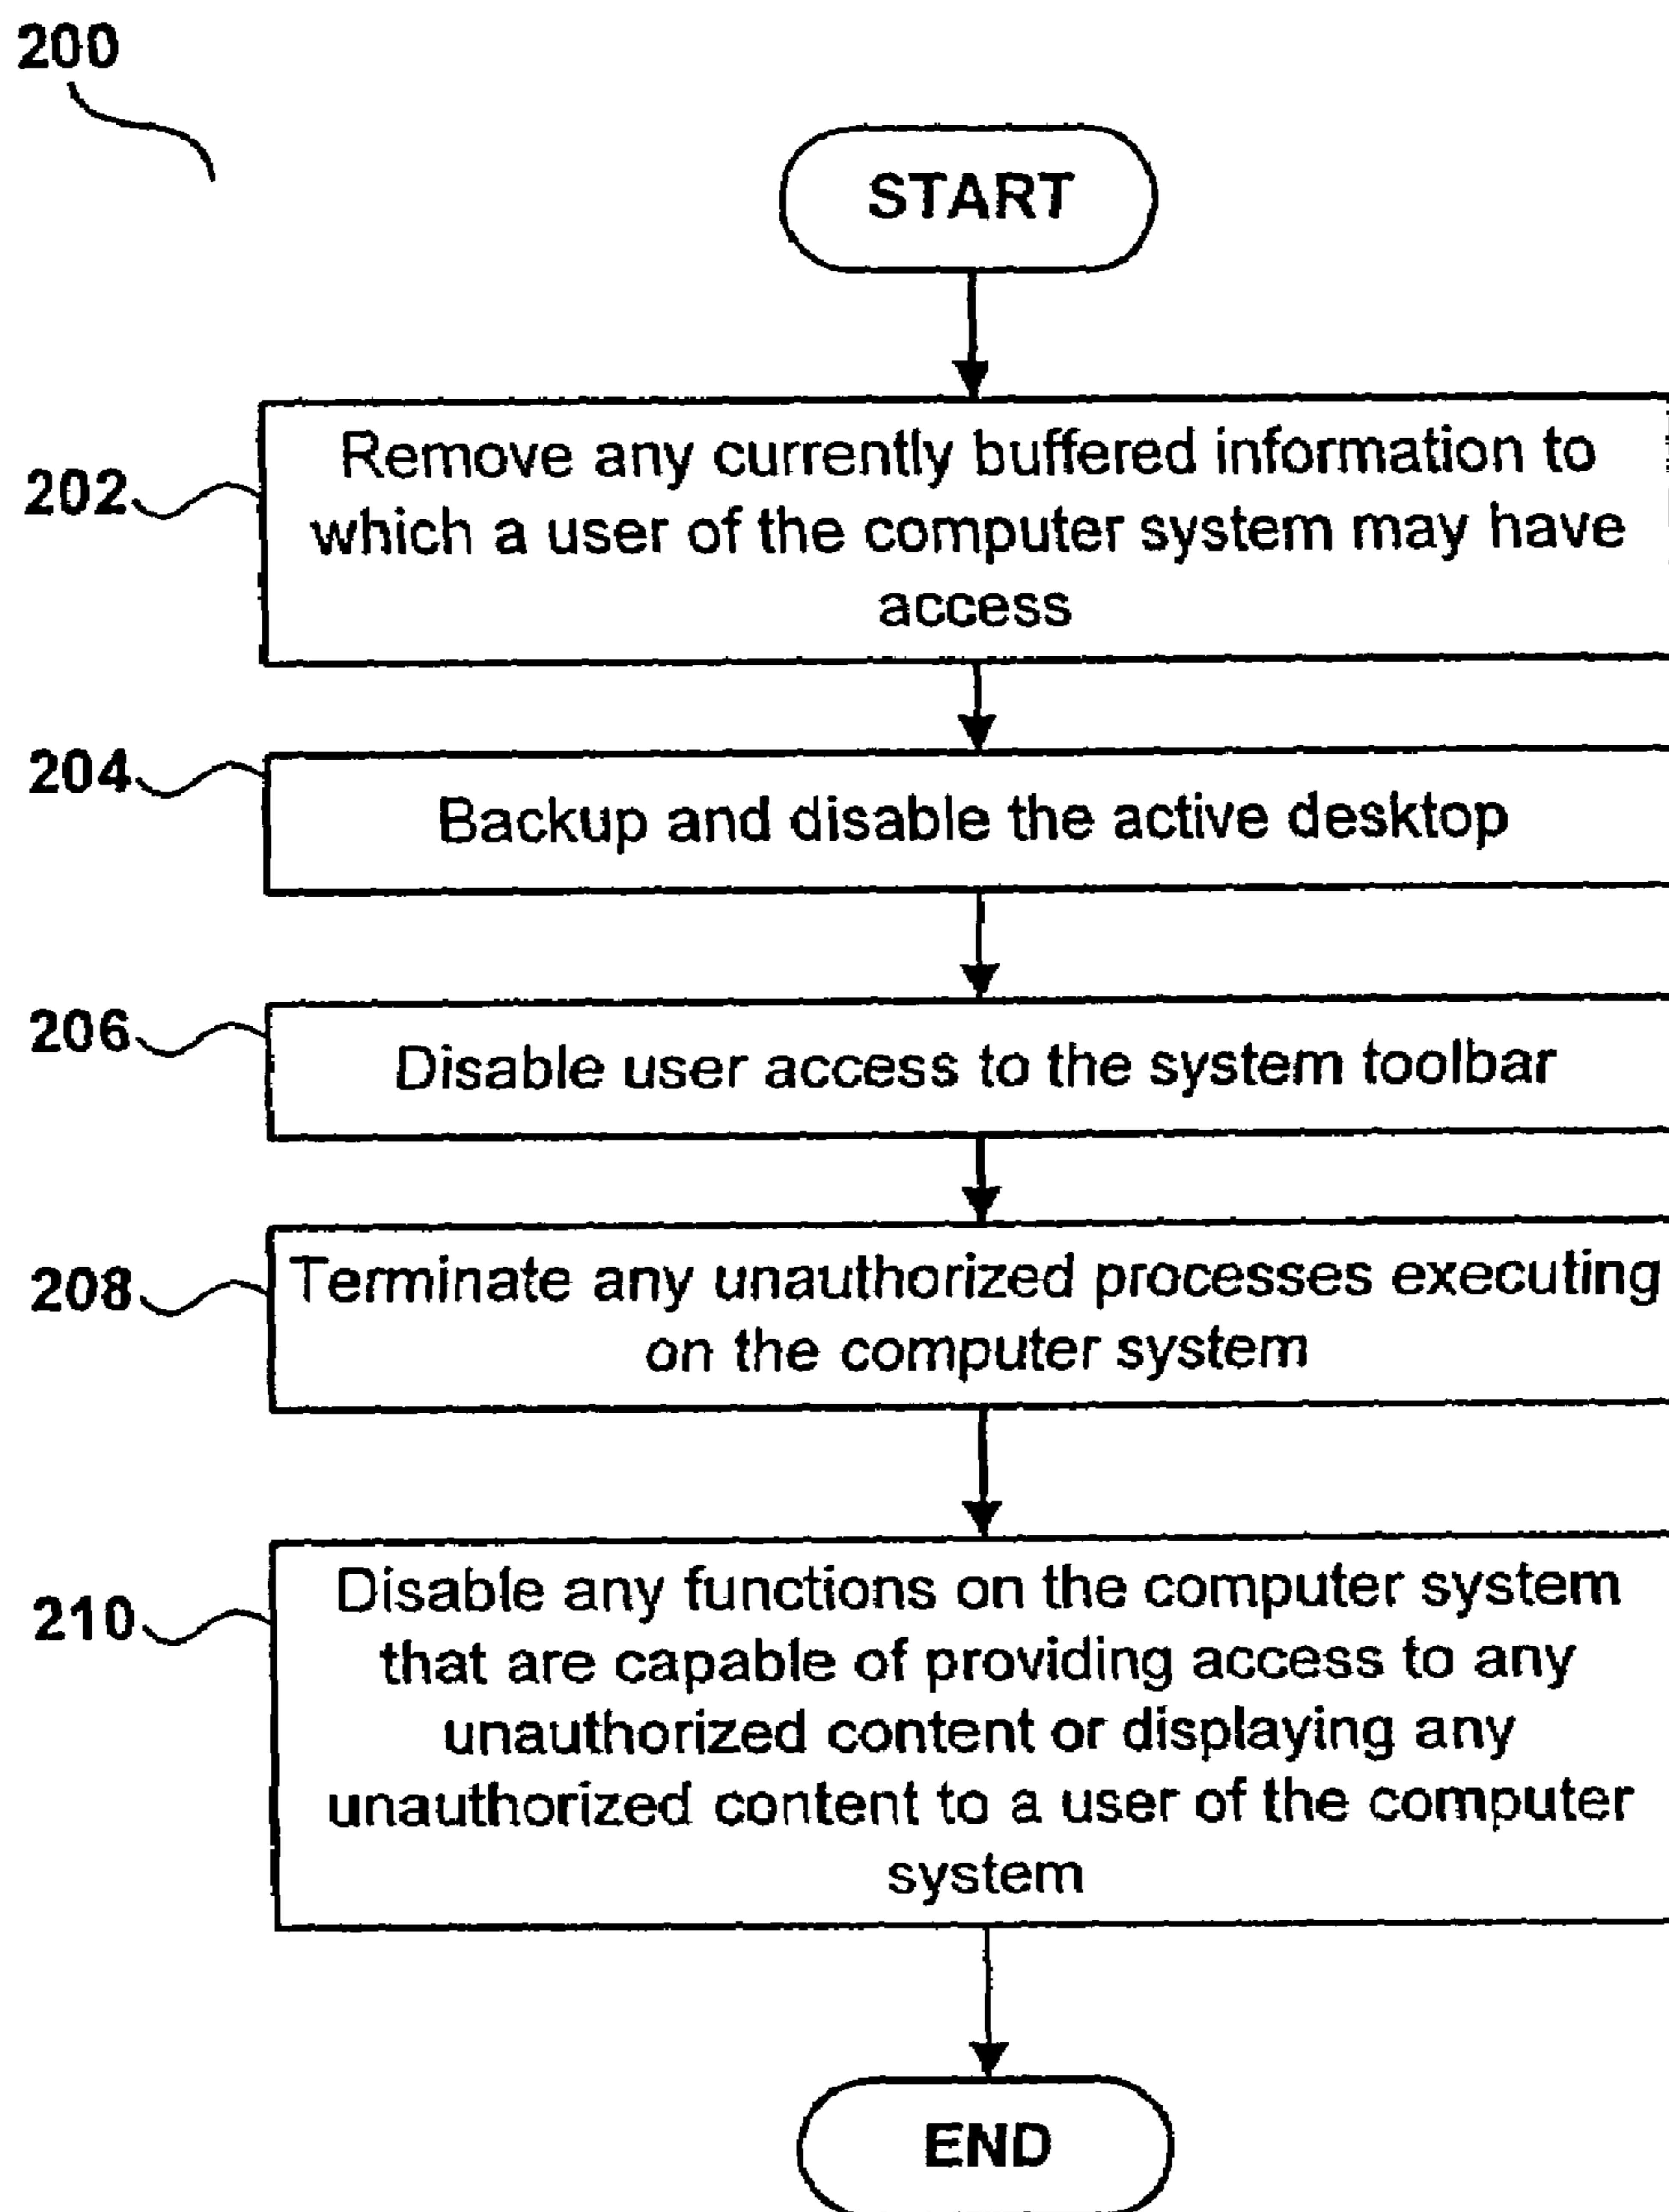 200
START
202
Remove any currently buffered information to
which a user of the computer system may have
access
204
Backup and disable the active desktop
206
Disable user access to the system toolbar
208
Terminate any unauthorized processes executing
on the computer system
210
Disable any functions on the computer system
that are capable of providing access to any
unauthorized content or displaying any
unauthorized content to a user of the computer
system
END